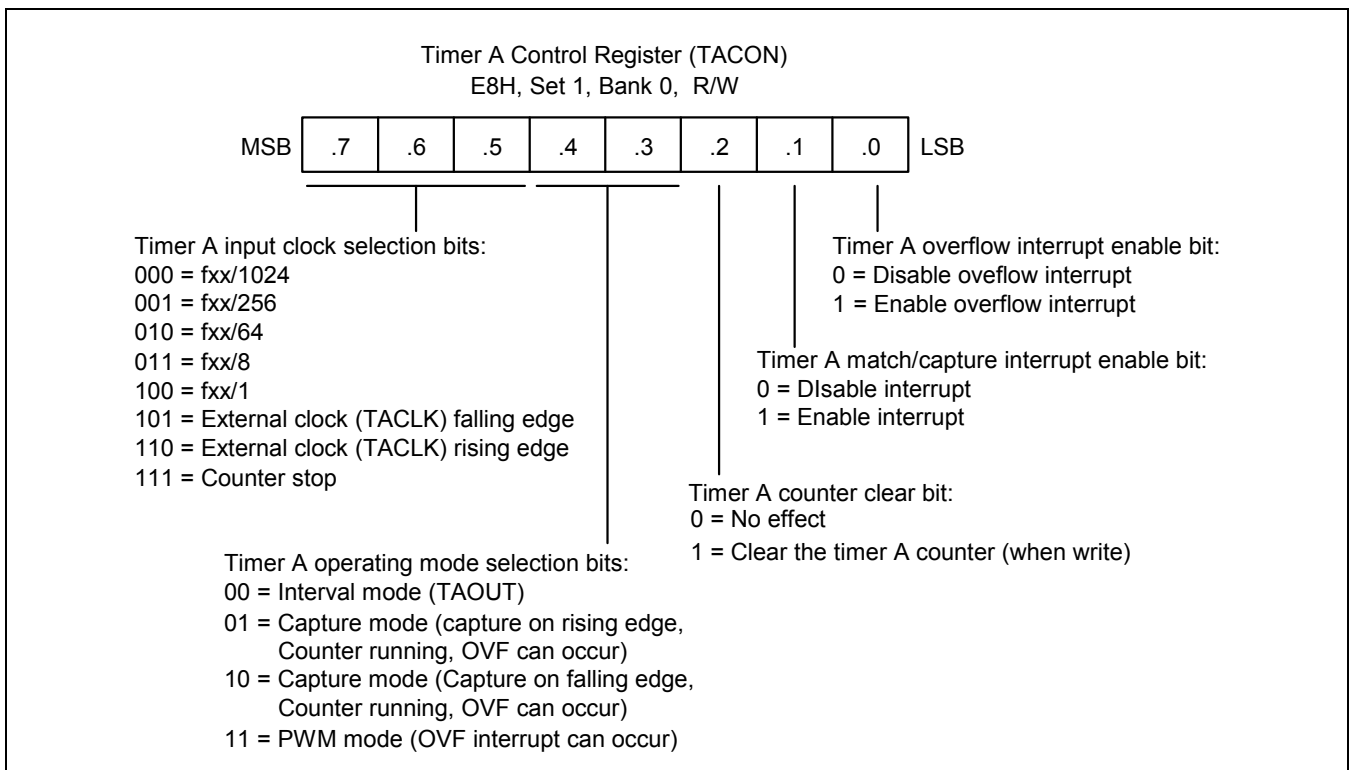 Timer A Control Register (TACON)
E8H, Set 1, Bank 0, R/W
MSB .7 .6 .5 .4 .3 .2 .1 .0 LSB
Timer A input clock selection bits:
000 = fxx/1024
001 = fxx/256
010 = fxx/64
011 = fxx/8
100 = fxx/1
101 = External clock (TACLK) falling edge
110 = External clock (TACLK) rising edge
111 = Counter stop
Timer A overflow interrupt enable bit:
0 = Disable oveflow interrupt
1 = Enable overflow interrupt
Timer A match/capture interrupt enable bit:
0 = DIsable interrupt
1 = Enable interrupt
Timer A counter clear bit:
0 = No effect
1 = Clear the timer A counter (when write)
Timer A operating mode selection bits:
00 = Interval mode (TAOUT)
01 = Capture mode (capture on rising edge,
Counter running, OVF can occur)
10 = Capture mode (Capture on falling edge,
Counter running, OVF can occur)
11 = PWM mode (OVF interrupt can occur)